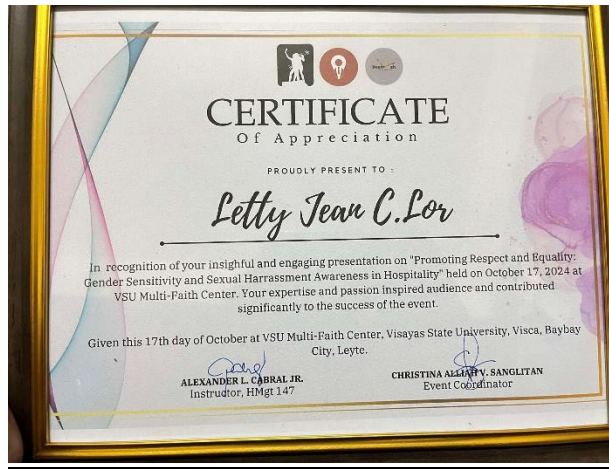 CERTIFICATE
Of Appreciation
PROUDLY PRESENT TO :
Letty Jean C.Lor
In recognition of your insightful and engaging presentation on "Promoting Respect and Equality:
Gender Sensitivity and Sexual Harrassment Awareness in Hospitality" held on October 17, 2024 at
VSU Multi-Faith Center. Your expertise and passion inspired audience and contributed
significantly to the success of the event.
Given this 17th day of October at VSU Multi-Faith Center, Visayas State University, Visca, Baybay
City, Leyte.
ALEXANDER L. CABRAL JR.
Instructor, HMgt 147
CHRISTINA ALLIAH V. SANGLITAN
Event Coordinator